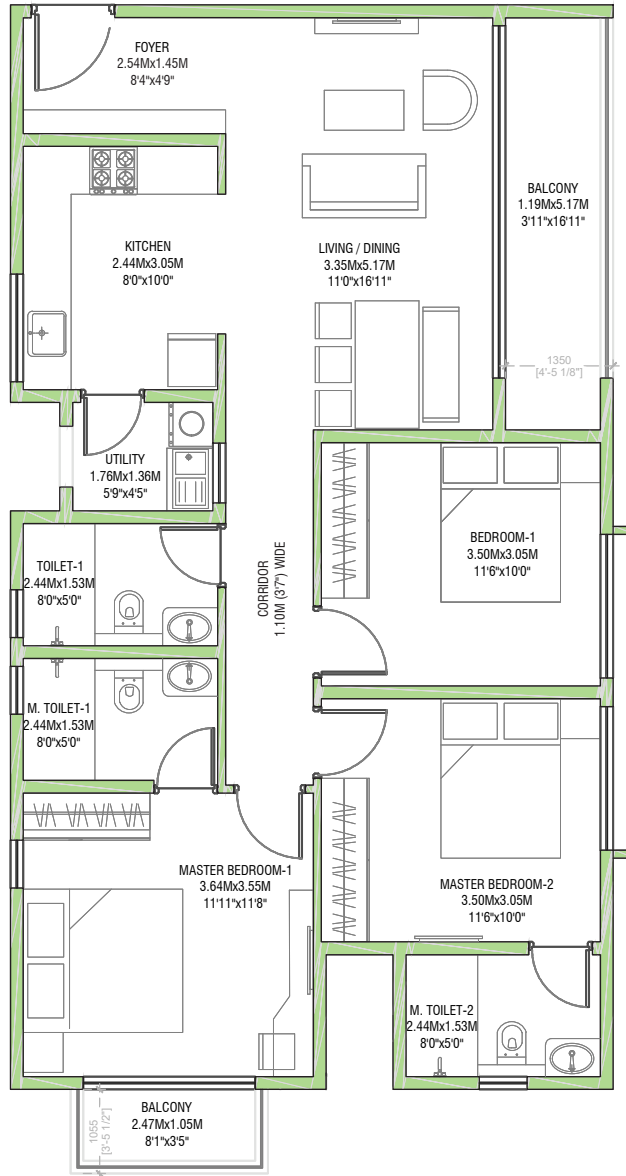 FOYER
2.54Mx1.45M
8'4"x4'9"
BALCONY
1.19Mx5.17M
3'11"x16'11"
KITCHEN
2.44Mx3.05M
8'0"x10'0"
LIVING / DINING
3.35Mx5.17M
11'0"x16'11"
1350
[4'-5 1/8"]
UTILITY
1.76Mx1.36M
5'9"x4'5"
BEDROOM-1
3.50Mx3.05M
11'6"x10'0"
TOILET-1
2.44Mx1.53M
8'0"x5'0"
CORRIDOR
1.10M (3'7") WIDE
M. TOILET-1
2.44Mx1.53M
8'0"x5'0"
MASTER BEDROOM-1
3.64Mx3.55M
11'11"x11'8"
MASTER BEDROOM-2
3.50Mx3.05M
11'6"x10'0"
M. TOILET-2
2.44Mx1.53M
8'0"x5'0"
BALCONY
2.47Mx1.05M
8'1"x3'5"
1055
[3'-5 1/2"]